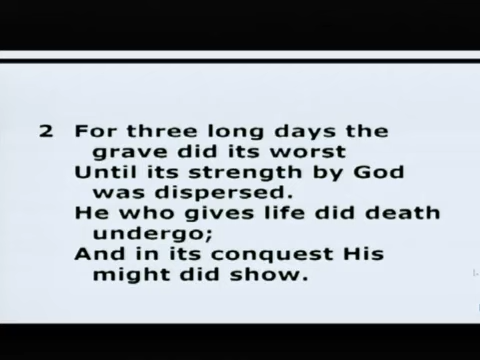 2 For three long days the
grave did its worst
Until its strength by God
was dispersed.
He who gives life did death
undergo;
And in its conquest His
might did show.